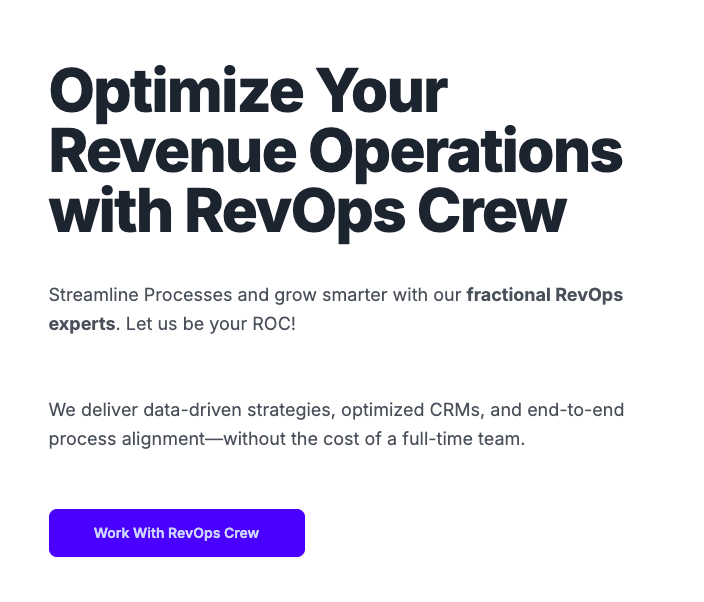 Optimize Your
Revenue Operations
with RevOps Crew
Streamline Processes and grow smarter with our fractional RevOps
experts. Let us be your ROC!
We deliver data-driven strategies, optimized CRMs, and end-to-end
process alignment—without the cost of a full-time team.
Work With RevOps Crew